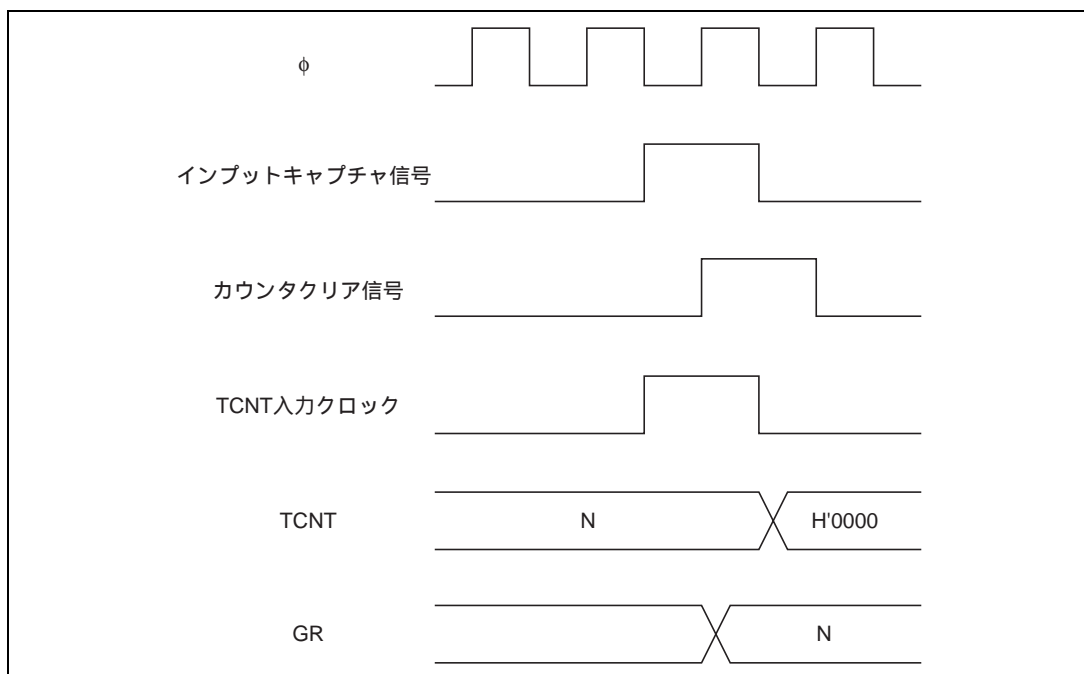 ϕ
インプットキャプチャ信号
カウンタクリア信号
TCNT入力クロック
TCNT
N
H'0000
GR
N